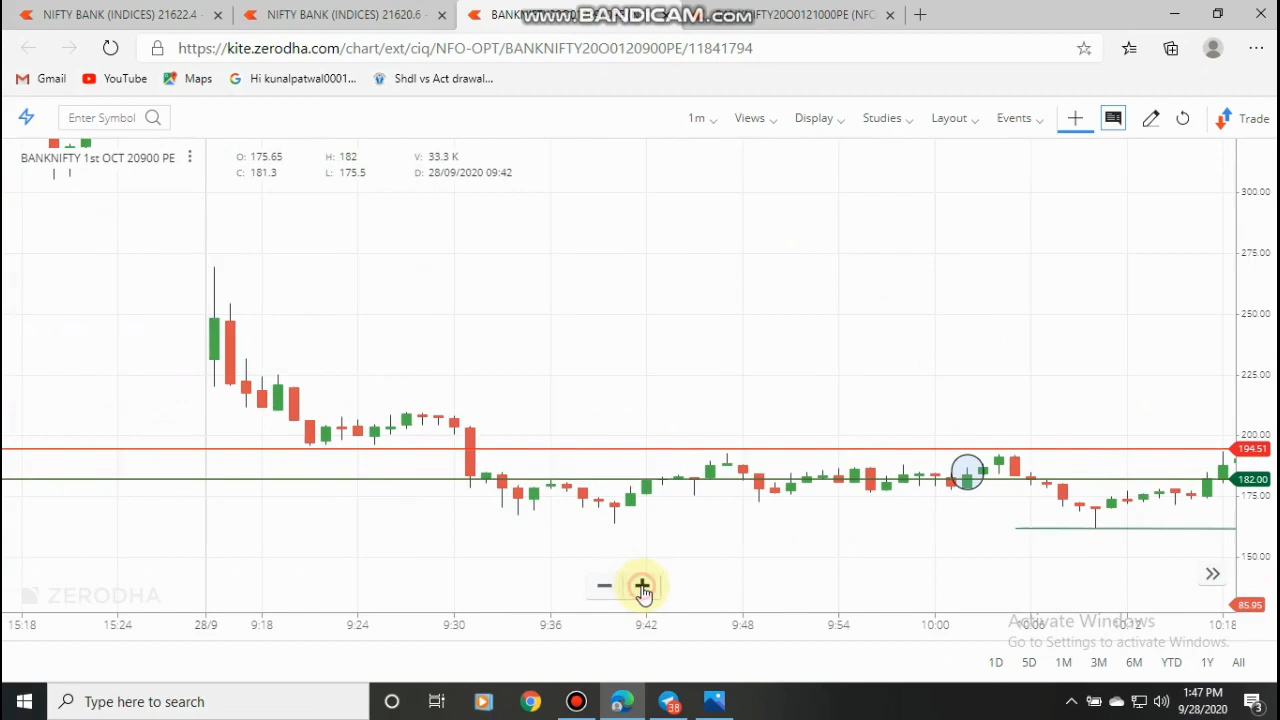 NIFTY BANK (INDICES) 21622.4
NIFTY BANK (INDICES) 21620.6
www.BANDICAM.com
https://kite.zerodha.com/chart/ext/ciq/NFO-OPT/BANKNIFTY20O0120900PE/11841794
Gmail YouTube Maps Hi kunalpatwal0001... Shdl vs Act drawal...
Enter Symbol 1m Views Display Studies Layout Events Trade
BANKNIFTY 1st OCT 20900 PE
O: 175.65 H: 182 V: 33.3 K
C: 181.3 L: 175.5 D: 28/09/2020 09:42
300.00
275.00
250.00
225.00
200.00
194.51
182.00
175.00
150.00
85.95
ZERODHA
15:18 15:24 28/9 9:18 9:24 9:30 9:36 9:42 9:48 9:54 10:00 10:06 10:12 10:18
Activate Windows
Go to Settings to activate Windows.
1D 5D 1M 3M 6M YTD 1Y All
Type here to search
38
1:47 PM
9/28/2020
3